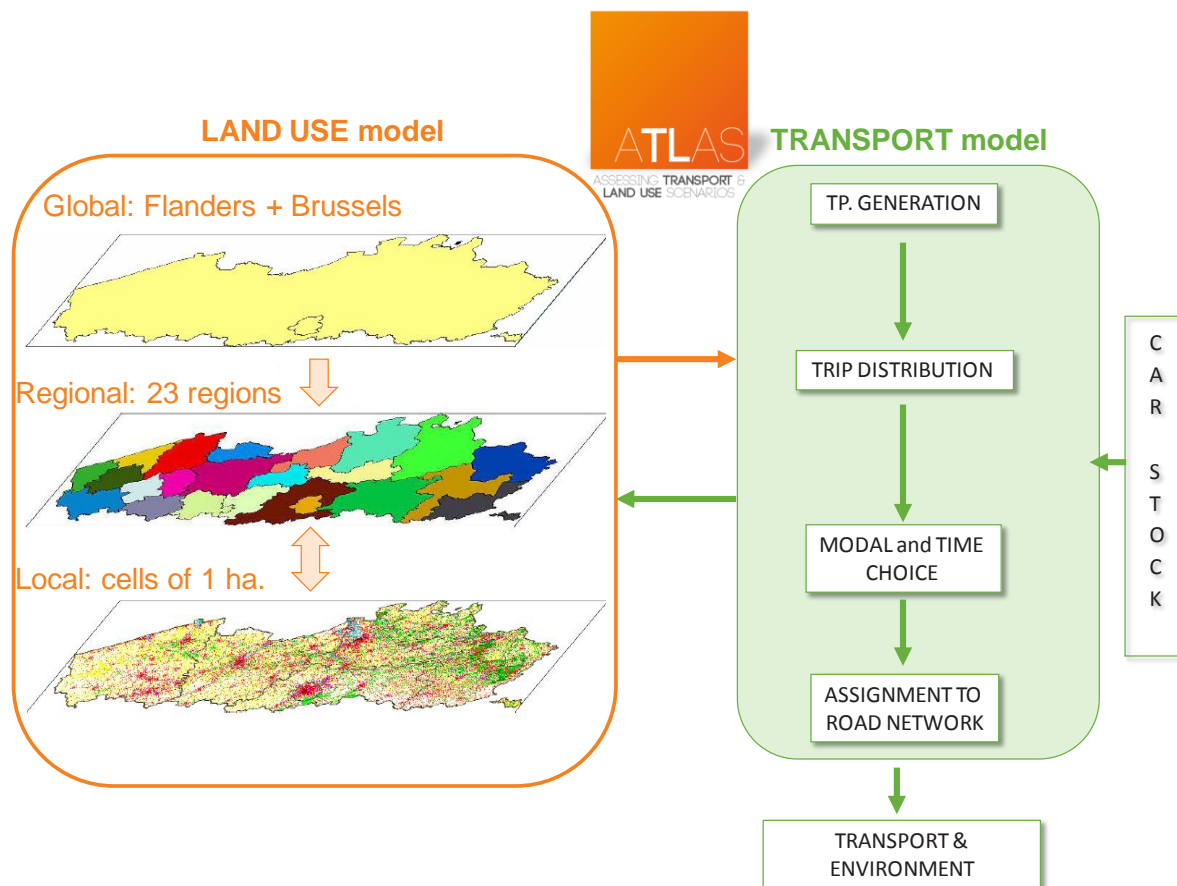 ATLAS
ASSESSING TRANSPORT &
LAND USE SCENARIOS
LAND USE model
Global: Flanders + Brussels
Regional: 23 regions
Local: cells of 1 ha.
TRANSPORT model
TP. GENERATION
TRIP DISTRIBUTION
MODAL and TIME
CHOICE
ASSIGNMENT TO
ROAD NETWORK
TRANSPORT &
ENVIRONMENT
C
A
R
S
T
O
C
K